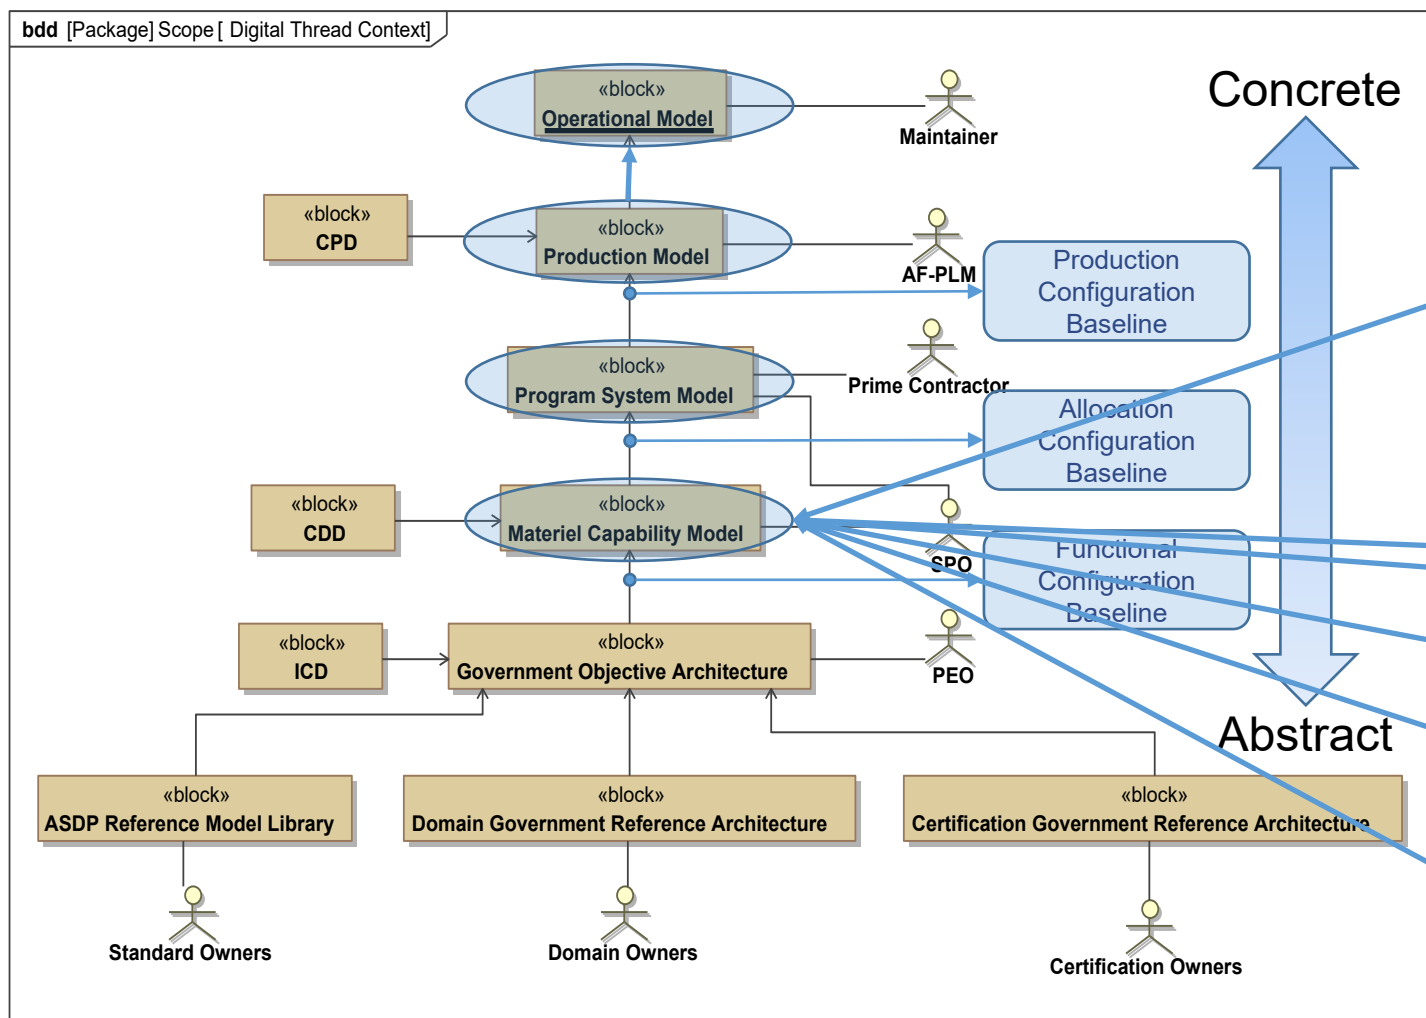 bdd [Package] Scope [ Digital Thread Context]
«block»
Operational Model
Maintainer
Concrete
«block»
CPD
«block»
Production Model
AF-PLM
Production
Configuration
Baseline
«block»
Program System Model
Prime Contractor
Allocation
Configuration
Baseline
«block»
CDD
«block»
Materiel Capability Model
SPO
Functional
Configuration
Baseline
«block»
ICD
«block»
Government Objective Architecture
PEO
Abstract
«block»
ASDP Reference Model Library
«block»
Domain Government Reference Architecture
«block»
Certification Government Reference Architecture
Standard Owners
Domain Owners
Certification Owners